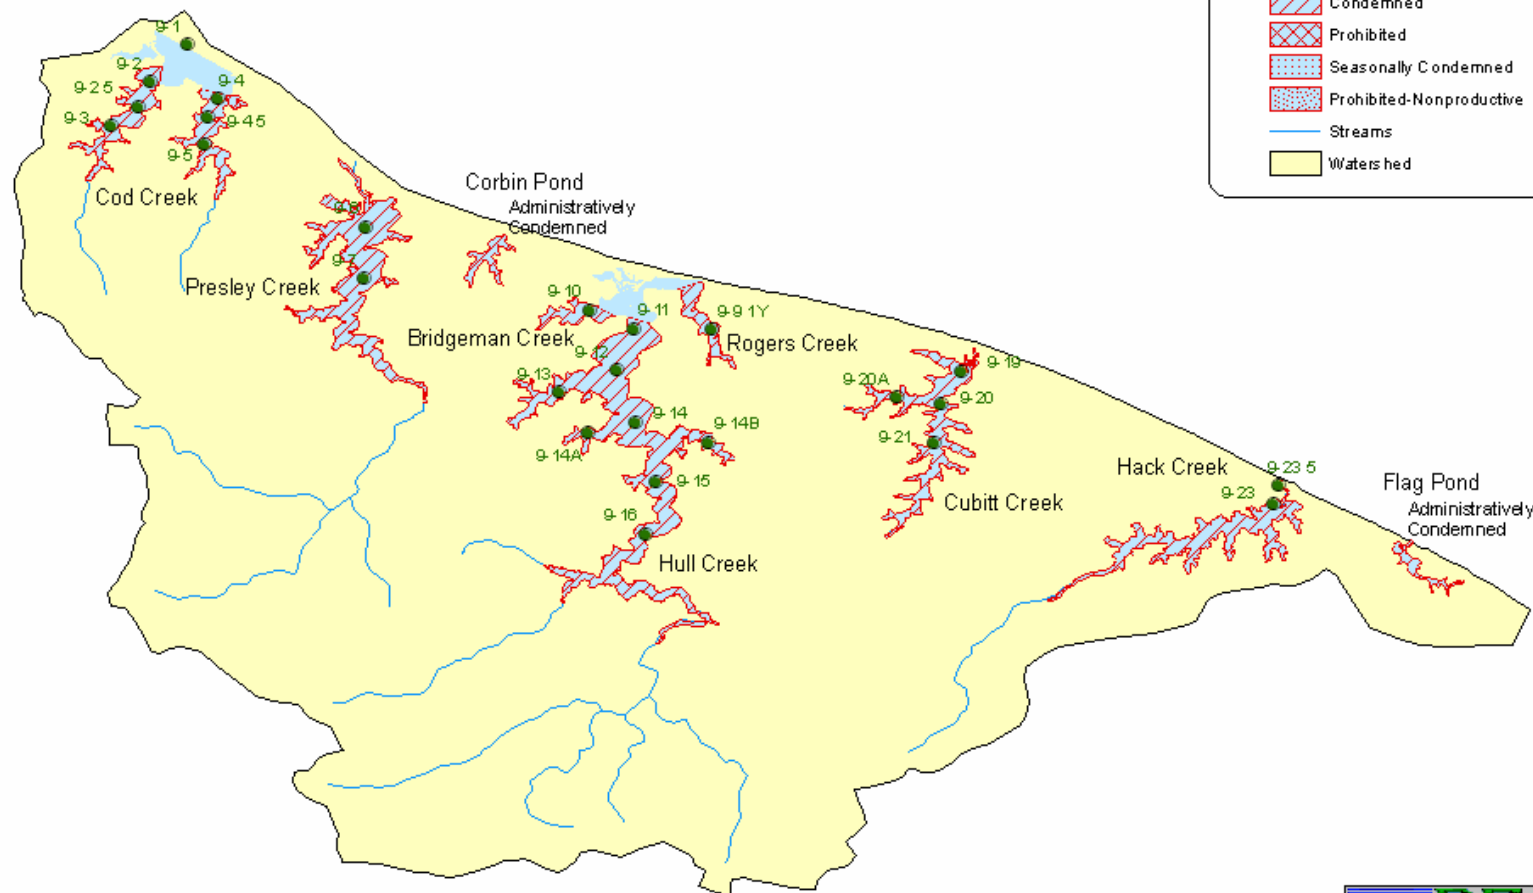 Condemned
Prohibited
Seasonally Condemned
Prohibited-Nonproductive
Streams
Watershed
9-1
9-2
9-2 5
9-3
9-4
9-4 5
9-5
Cod Creek
Corbin Pond
Administratively
Condemned
9-7
Presley Creek
9-10
9-11
9-9 1Y
Bridgeman Creek
Rogers Creek
9-12
9-13
9-14
9-14B
9-14A
9-15
9-16
Hull Creek
9-19
9-20A
9-20
9-21
Cubitt Creek
Hack Creek
9-23 5
9-23
Flag Pond
Administratively
Condemned